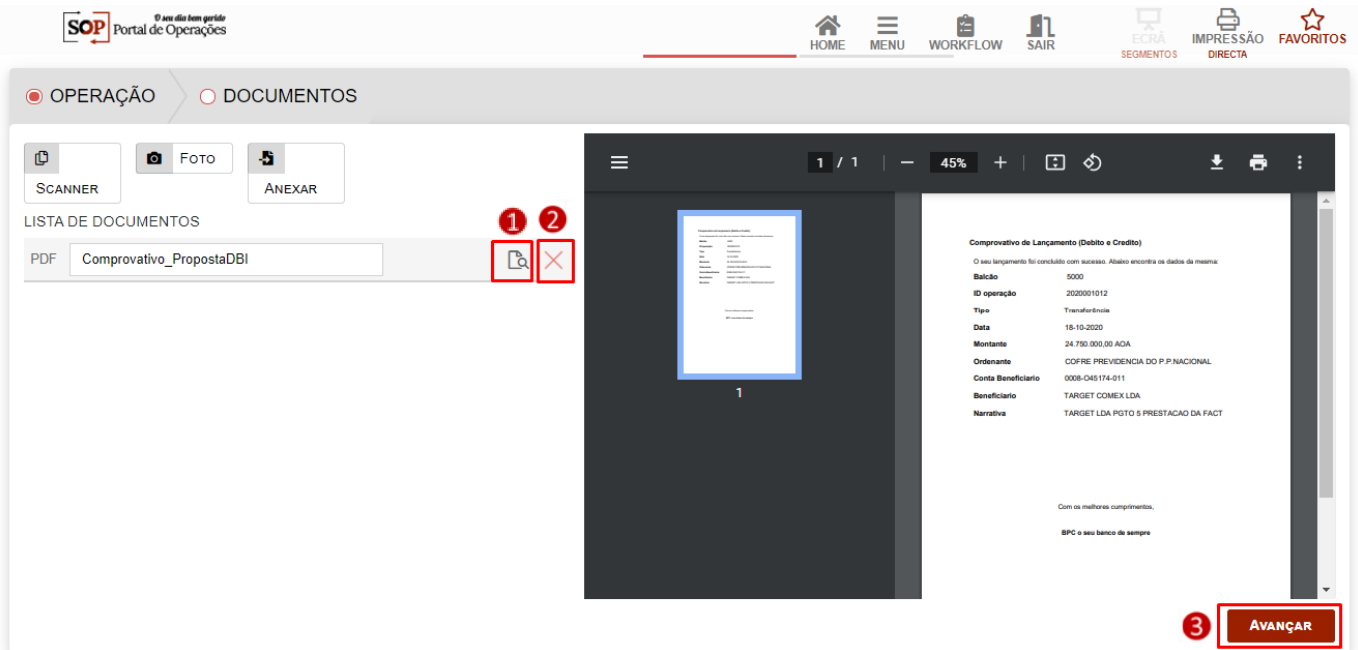 O seu dia bem gerido
SOP Portal de Operações
HOME MENU WORKFLOW SAIR ECRÃ SEGMENTOS IMPRESSÃO DIRECTA FAVORITOS
OPERAÇÃO DOCUMENTOS
SCANNER FOTO ANEXAR
LISTA DE DOCUMENTOS
1 2
PDF Comprovativo_PropostaDBI
1 / 1 45%
1
Comprovativo de Lançamento (Debito e Credito)
O seu lançamento foi concluido com sucesso. Abaixo encontra os dados da mesma:
Balcão 5000
ID operação 2020001012
Tipo Transferência
Data 18-10-2020
Montante 24.750.000,00 AOA
Ordenante COFRE PREVIDENCIA DO P.P.NACIONAL
Conta Beneficiario 0008-O45174-011
Beneficiario TARGET COMEX LDA
Narrativa TARGET LDA PGTO 5 PRESTACAO DA FACT
Com os melhores cumprimentos,
BPC o seu banco de sempre
3 AVANÇAR